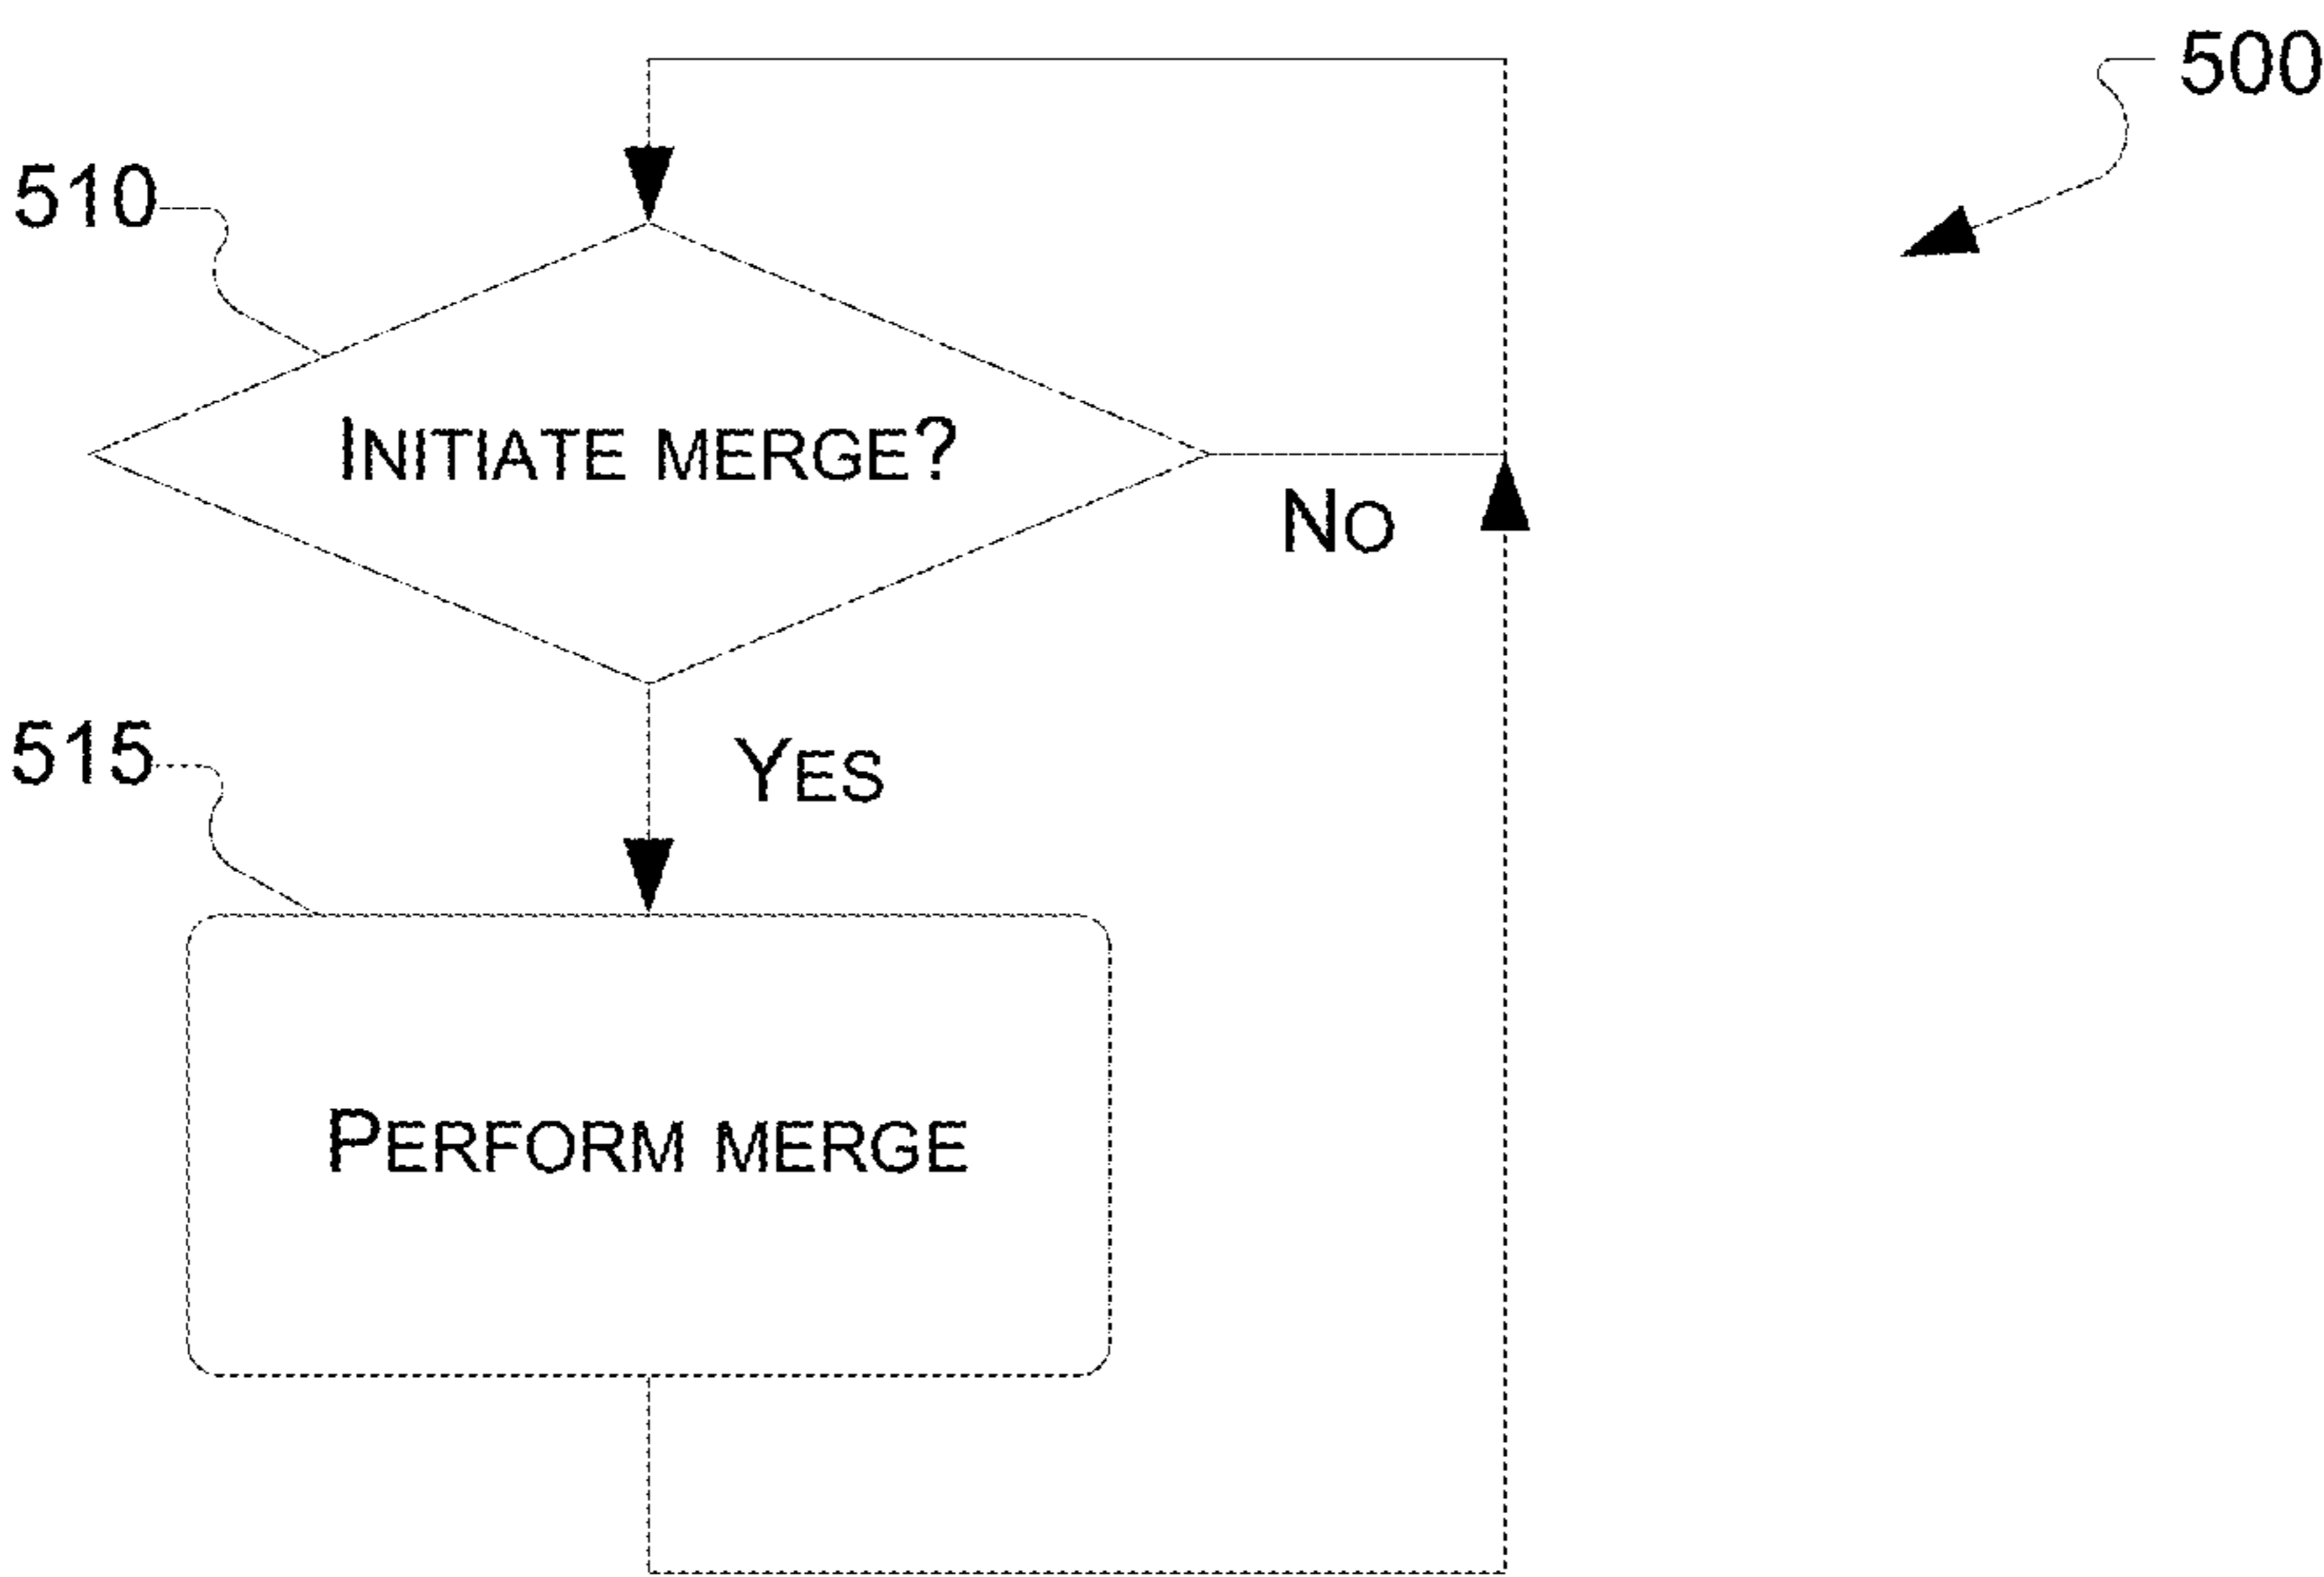 500
510
INITIATE MERGE?
NO
YES
515
PERFORM MERGE